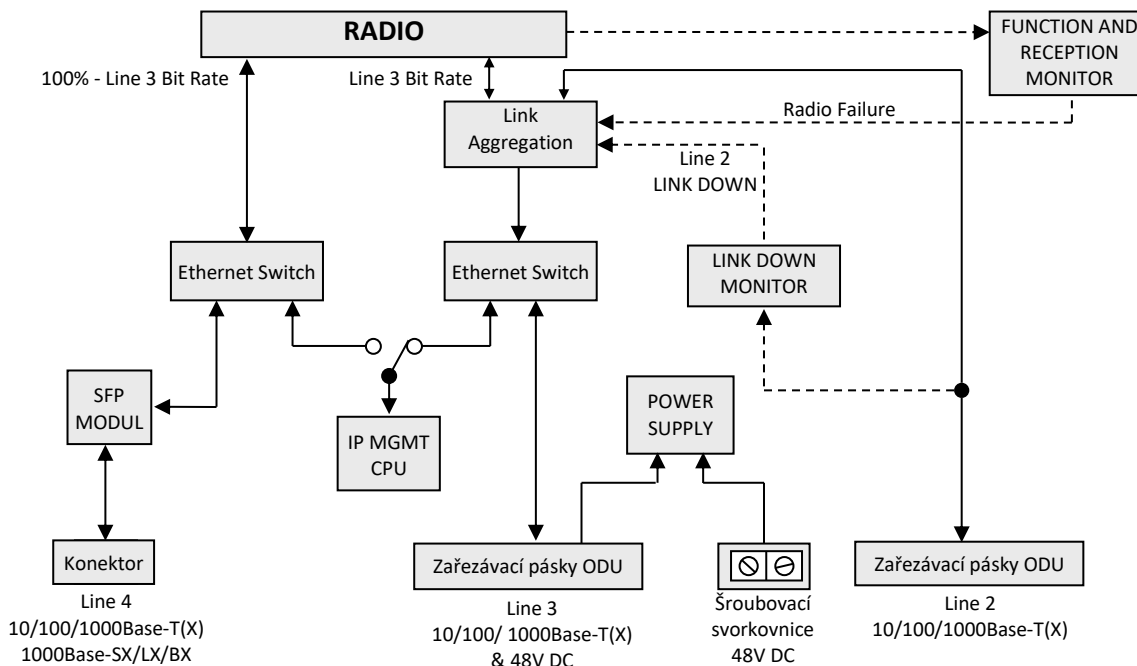 RADIO
FUNCTION AND
RECEPTION
MONITOR
100% - Line 3 Bit Rate
Line 3 Bit Rate
Link
Aggregation
Radio Failure
Line 2
LINK DOWN
Ethernet Switch
Ethernet Switch
LINK DOWN
MONITOR
SFP
MODUL
IP MGMT
CPU
POWER
SUPPLY
Konektor
Line 4
10/100/1000Base-T(X)
1000Base-SX/LX/BX
Zařezávací pásky ODU
Line 3
10/100/ 1000Base-T(X)
& 48V DC
Šroubovací
svorkovnice
48V DC
Zařezávací pásky ODU
Line 2
10/100/1000Base-T(X)